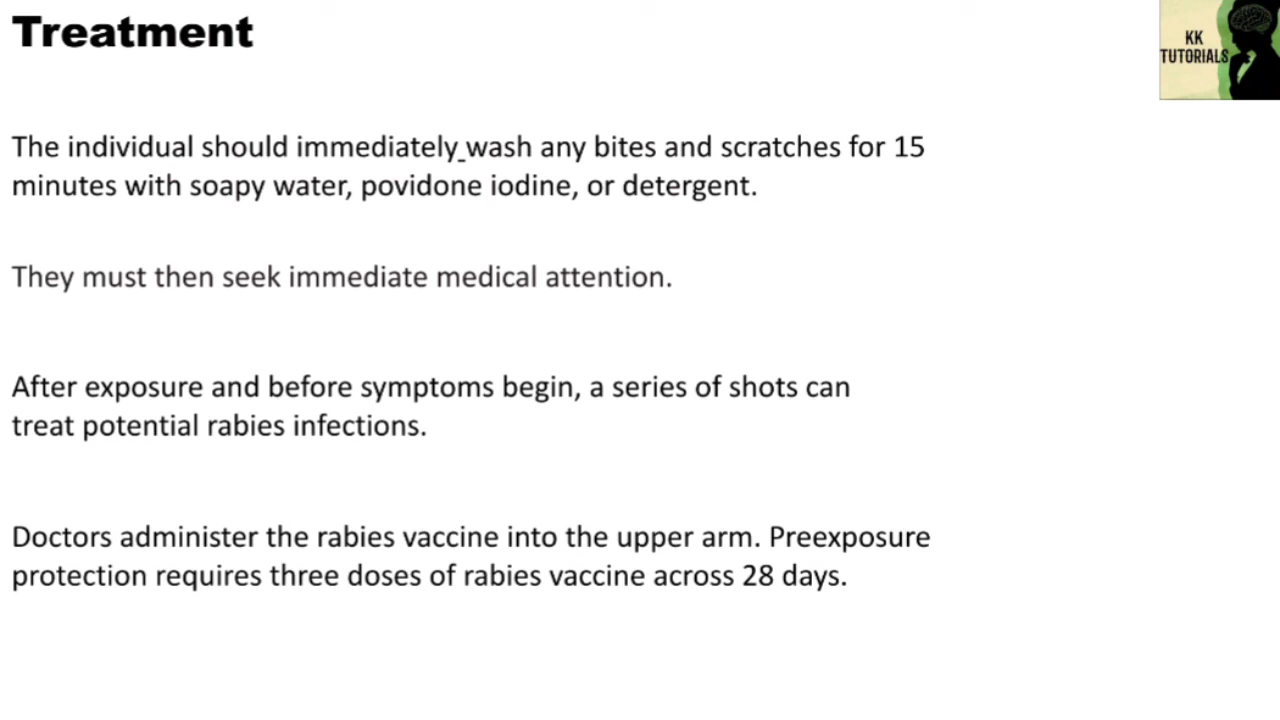 Treatment
KK
TUTORIALS
The individual should immediately wash any bites and scratches for 15
minutes with soapy water, povidone iodine, or detergent.
They must then seek immediate medical attention.
After exposure and before symptoms begin, a series of shots can
treat potential rabies infections.
Doctors administer the rabies vaccine into the upper arm. Preexposure
protection requires three doses of rabies vaccine across 28 days.